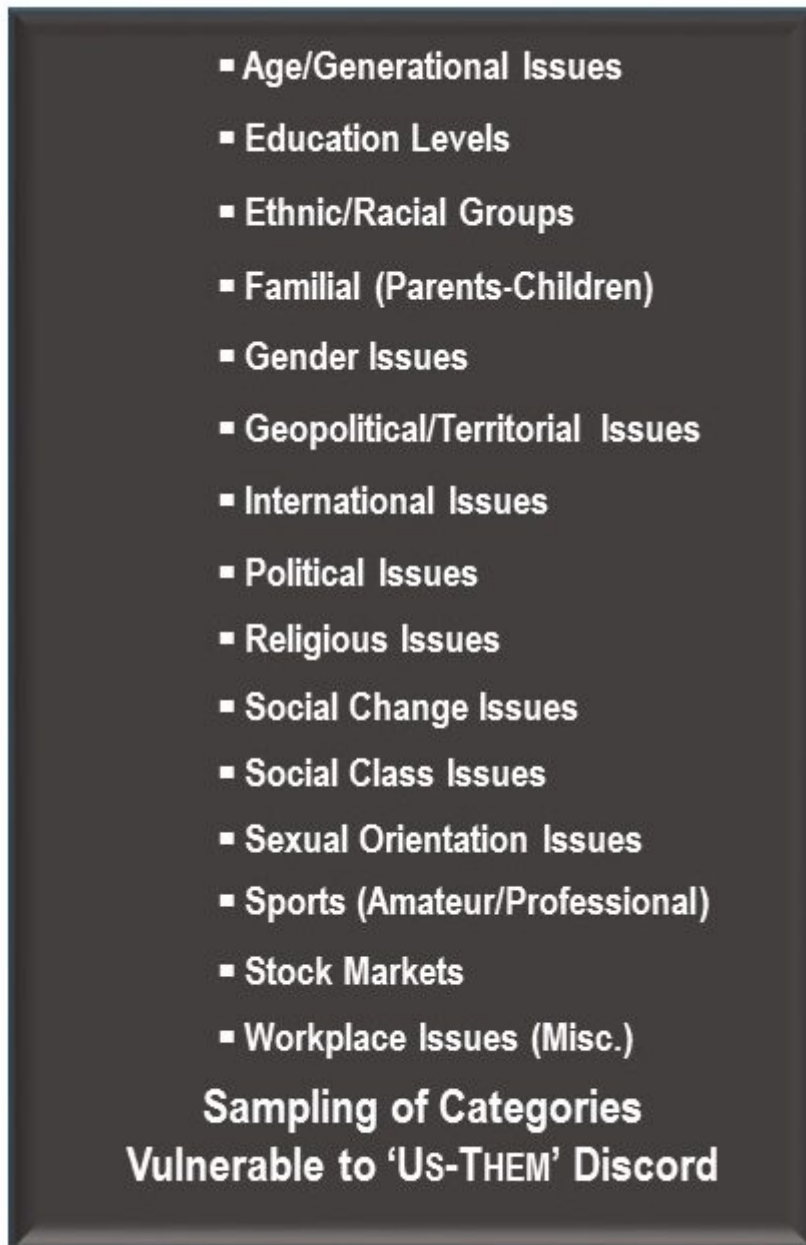 ▪ Age/Generational Issues
▪ Education Levels
▪ Ethnic/Racial Groups
▪ Familial (Parents-Children)
▪ Gender Issues
▪ Geopolitical/Territorial Issues
▪ International Issues
▪ Political Issues
▪ Religious Issues
▪ Social Change Issues
▪ Social Class Issues
▪ Sexual Orientation Issues
▪ Sports (Amateur/Professional)
▪ Stock Markets
▪ Workplace Issues (Misc.)
Sampling of Categories
Vulnerable to ‘US-THEM’ Discord